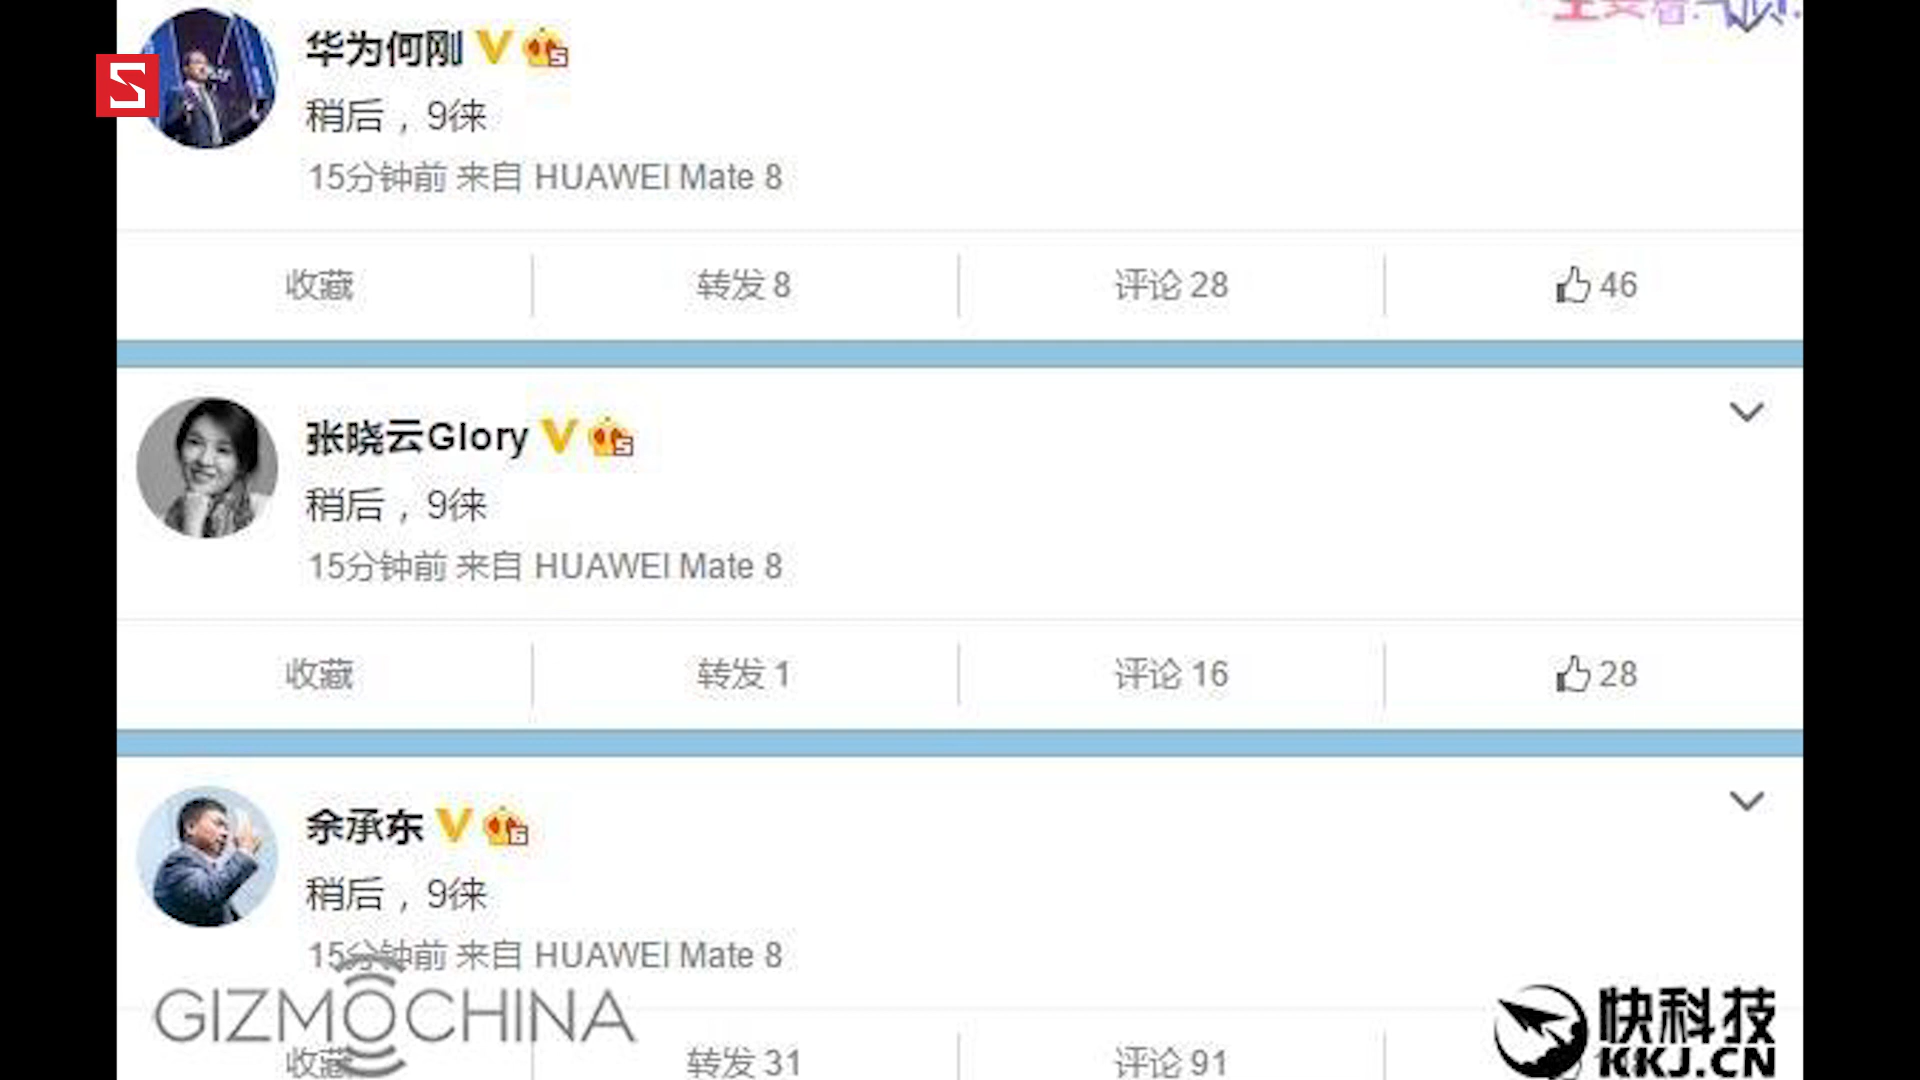 华为何刚
稍后，9徕
15分钟前 来自 HUAWEI Mate 8
收藏 转发 8 评论 28 46
张晓云Glory
稍后，9徕
15分钟前 来自 HUAWEI Mate 8
收藏 转发 1 评论 16 28
余承东
稍后，9徕
15分钟前 来自 HUAWEI Mate 8
GIZMOCHINA
收藏 转发 31 评论 91
快科技
KKJ.CN